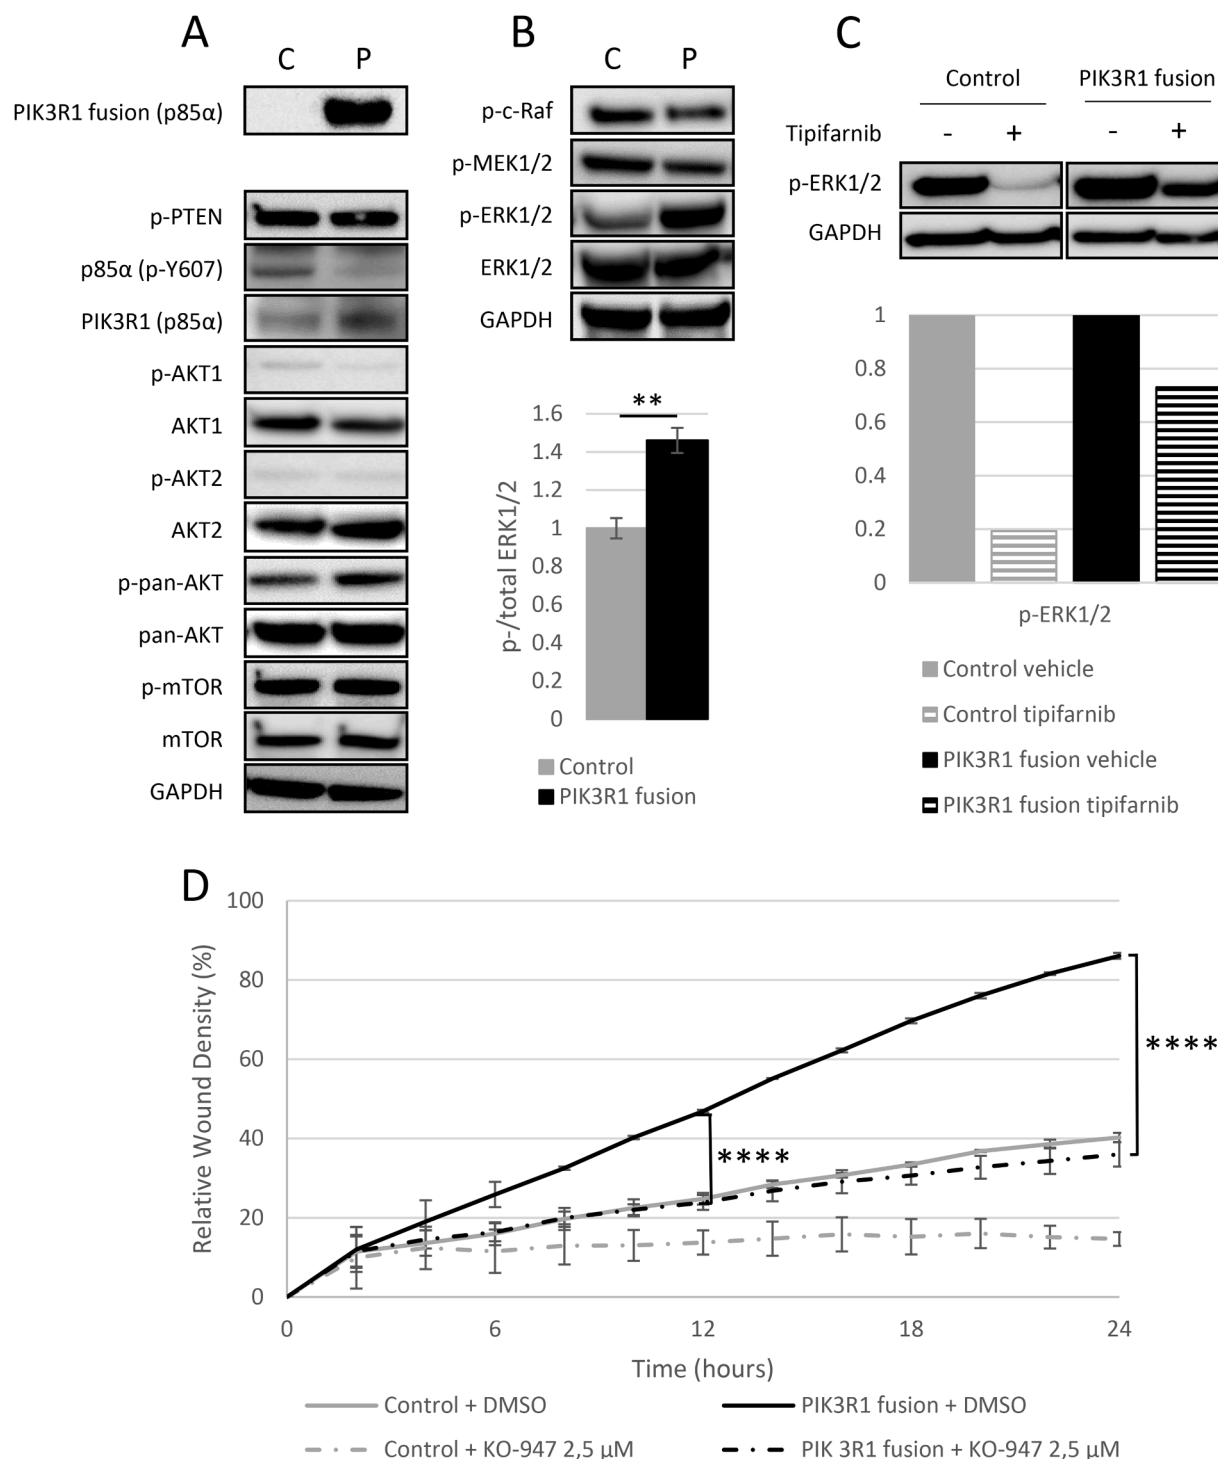 A
C P
PIK3R1 fusion (p85α)
p-PTEN
p85α (p-Y607)
PIK3R1 (p85α)
p-AKT1
AKT1
p-AKT2
AKT2
p-pan-AKT
pan-AKT
p-mTOR
mTOR
GAPDH
B
C P
p-c-Raf
p-MEK1/2
p-ERK1/2
ERK1/2
GAPDH
**
1.6
1.4
1.2
1
0.8
0.6
0.4
0.2
0
p-/total ERK1/2
Control
PIK3R1 fusion
C
Control PIK3R1 fusion
Tipifarnib - + - +
p-ERK1/2
GAPDH
1
0.8
0.6
0.4
0.2
0
p-ERK1/2
Control vehicle
Control tipifarnib
PIK3R1 fusion vehicle
PIK3R1 fusion tipifarnib
D
100
80
60
40
20
0
Relative Wound Density (%)
****
****
0 6 12 18 24
Time (hours)
Control + DMSO PIK3R1 fusion + DMSO
Control + KO-947 2,5 µM PIK 3R1 fusion + KO-947 2,5 µM